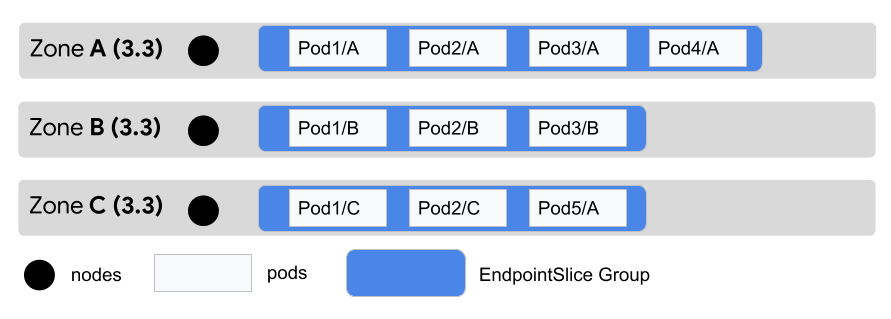 Zone A (3.3) Pod1/A Pod2/A Pod3/A Pod4/A
Zone B (3.3) Pod1/B Pod2/B Pod3/B
Zone C (3.3) Pod1/C Pod2/C Pod5/A
nodes pods EndpointSlice Group